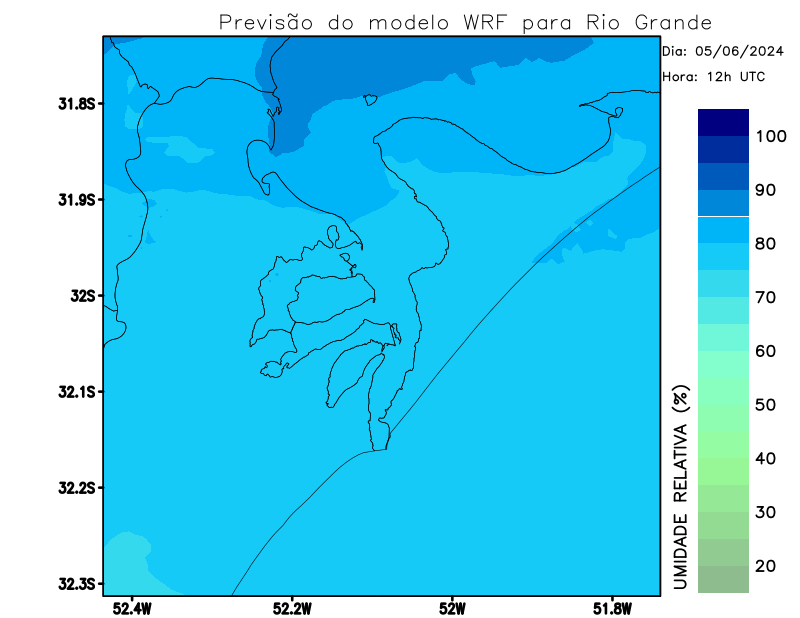 Previsão do modelo WRF para Rio Grande
Dia: 05/06/2024
Hora: 12h UTC
31.8S
31.9S
32S
32.1S
32.2S
32.3S
52.4W
52.2W
52W
51.8W
100
90
80
70
60
50
40
30
20
UMIDADE RELATIVA (%)